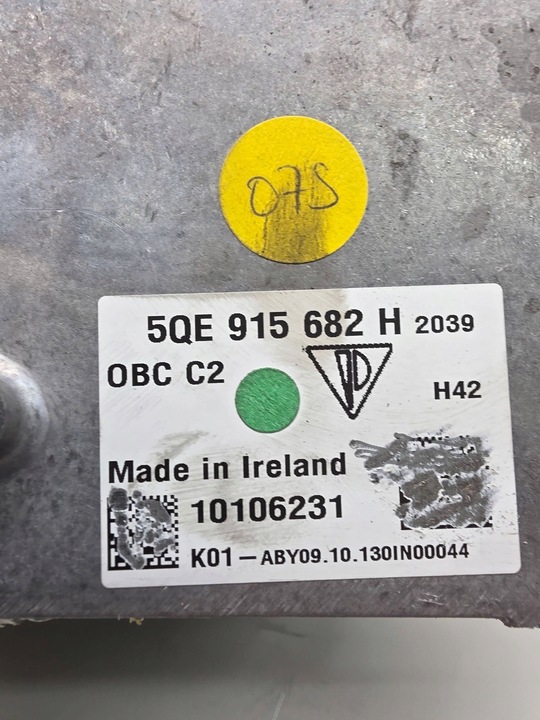 07S
5QE 915 682 H 2039
OBC C2
H42
Made in Ireland
10106231
K01-ABY09.10.130IN00044